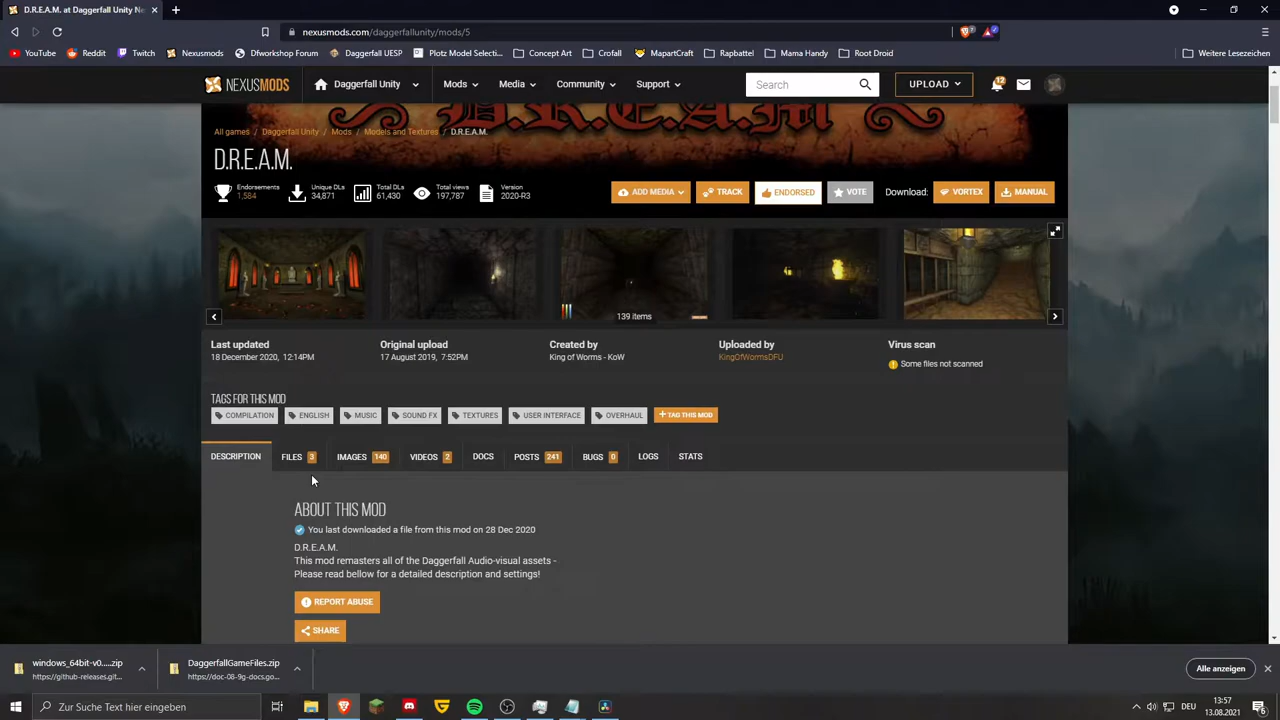 D.R.E.A.M. at Daggerfall Unity Ne
nexusmods.com/daggerfallunity/mods/5
YouTube Reddit Twitch Nexusmods Dfworkshop Forum Daggerfall UESP Plotz Model Selecti... Concept Art Crofall MapartCraft Rapbattel Mama Handy Root Droid Weitere Lesezeichen
NEXUSMODS Daggerfall Unity Mods Media Community Support Search UPLOAD 12
D.R.E.A.M.
All games / Daggerfall Unity / Mods / Models and Textures / D.R.E.A.M.
D.R.E.A.M.
Endorsements Unique DLs Total DLs Total views Version
1,584 34,871 61,430 197,787 2020-R3
ADD MEDIA TRACK ENDORSED VOTE Download: VORTEX MANUAL
139 items
Last updated Original upload Created by Uploaded by Virus scan
18 December 2020, 12:14PM 17 August 2019, 7:52PM King of Worms - KoW KingOfWormsDFU Some files not scanned
TAGS FOR THIS MOD
COMPILATION ENGLISH MUSIC SOUND FX TEXTURES USER INTERFACE OVERHAUL + TAG THIS MOD
DESCRIPTION FILES 3 IMAGES 140 VIDEOS 2 DOCS POSTS 241 BUGS 0 LOGS STATS
ABOUT THIS MOD
You last downloaded a file from this mod on 28 Dec 2020
D.R.E.A.M.
This mod remasters all of the Daggerfall Audio-visual assets -
Please read bellow for a detailed description and settings!
REPORT ABUSE
SHARE
windows_64bit-v0....zip DaggerfallGameFiles.zip
https://github-releases.git... https://doc-08-9g-docs.go...
Alle anzeigen
Zur Suche Text hier eingeben
DEU 13:57
13.08.2021